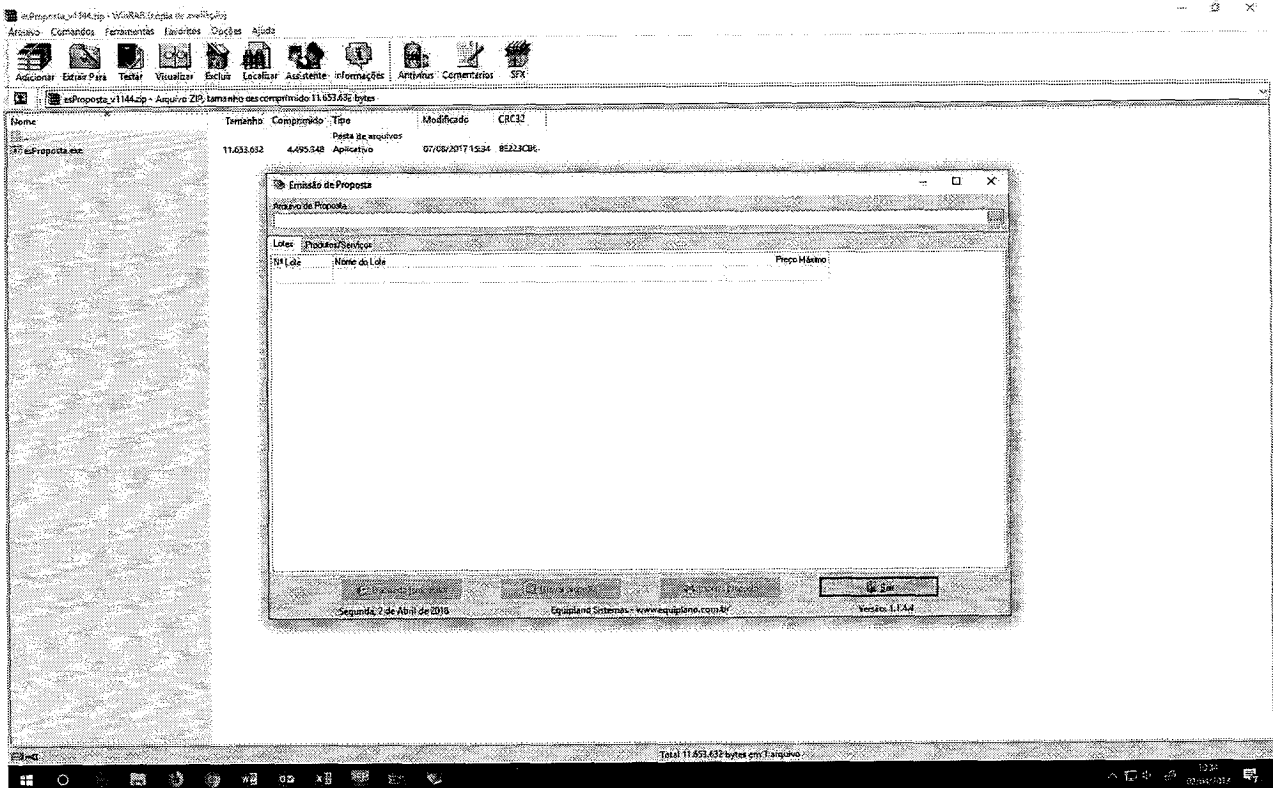 esProposta_v1144.zip - WinRAR (cópia de avaliação)
Arquivo Comandos Ferramentas Favoritos Opções Ajuda
Adicionar Extrair Para Testar Visualizar Excluir Localizar Assistente Informações Antivírus Comentários SFX
esProposta_v1144.zip - Arquivo ZIP, tamanho descomprimido 11.653.632 bytes
Nome Tamanho Comprimido Tipo Modificado CRC32
..
Pasta de arquivos
esProposta.exe 11.653.632 4.495.348 Aplicativo 07/08/2017 15:34
Emissão de Proposta
Arquivo de Proposta
Lotes Produtos/Serviços
Nº Lote Nome do Lote Preço Máximo
Sair
Segunda, 2 de Abril de 2018 Equiplano Sistemas - www.equiplano.com.br Versão: 1.1.4.4
Total 11.653.632 bytes em 1 arquivo